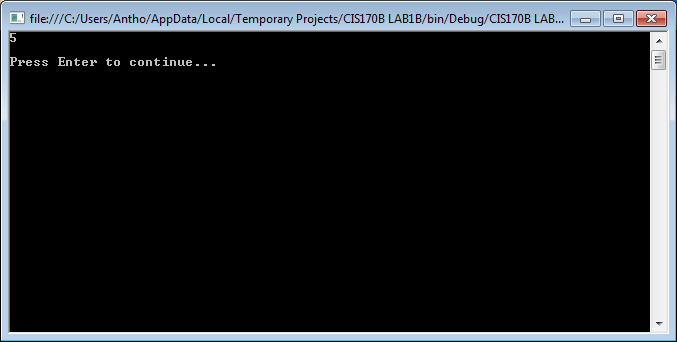 file:///C:/Users/Antho/AppData/Local/Temporary Projects/CIS170B LAB1B/bin/Debug/CIS170B LAB...
5
Press Enter to continue...